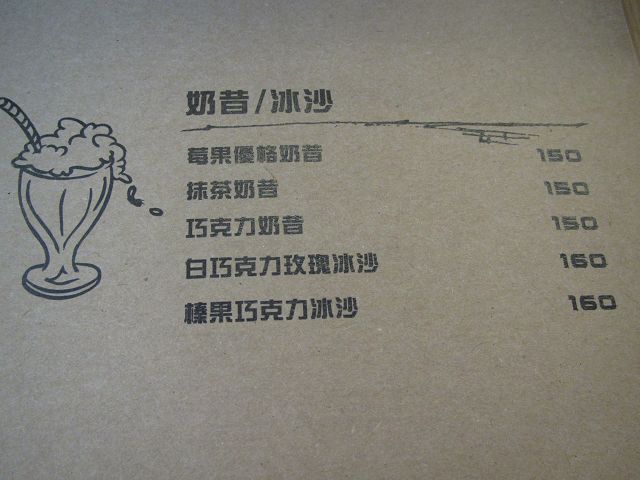 奶昔/冰沙
莓果優格奶昔 150
抹茶奶昔 150
巧克力奶昔 150
白巧克力玫瑰冰沙 160
榛果巧克力冰沙 160